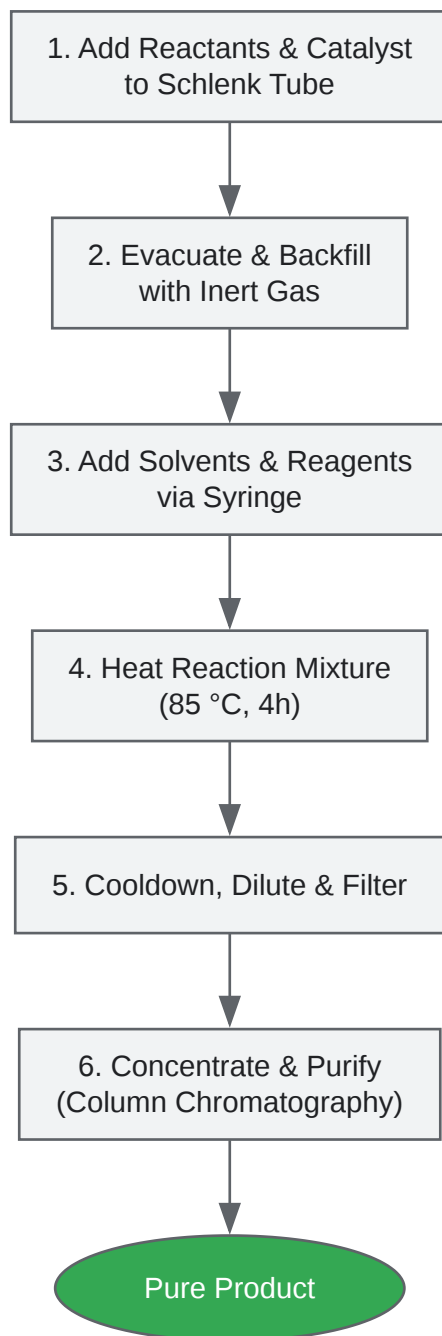 1. Add Reactants & Catalyst
to Schlenk Tube
2. Evacuate & Backfill
with Inert Gas
3. Add Solvents & Reagents
via Syringe
4. Heat Reaction Mixture
(85 °C, 4h)
5. Cooldown, Dilute & Filter
6. Concentrate & Purify
(Column Chromatography)
Pure Product